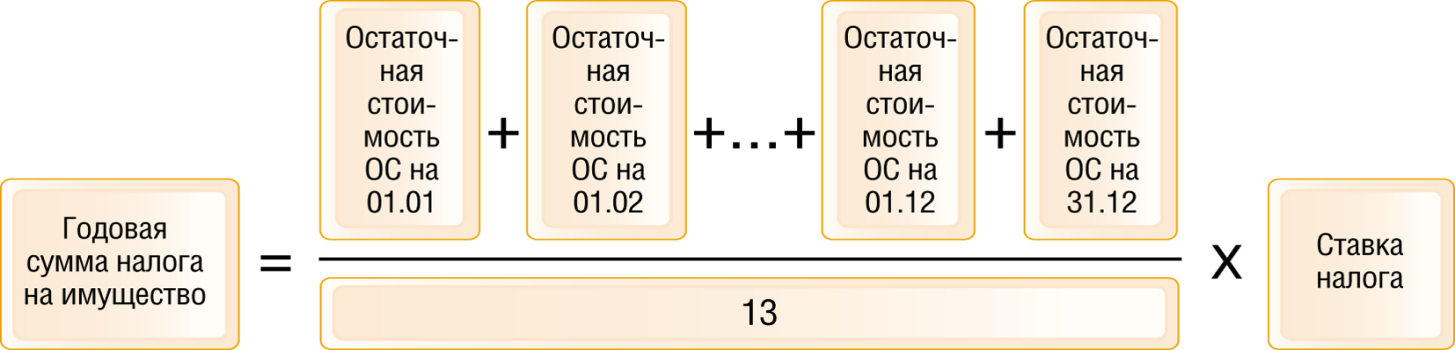 Годовая
сумма налога
на имущество
=
Остаточ-
ная
стои-
мость
ОС на
01.01
+
Остаточ-
ная
стои-
мость
ОС на
01.02
+...+
Остаточ-
ная
стои-
мость
ОС на
01.12
+
Остаточ-
ная
стои-
мость
ОС на
31.12
13
X
Ставка
налога